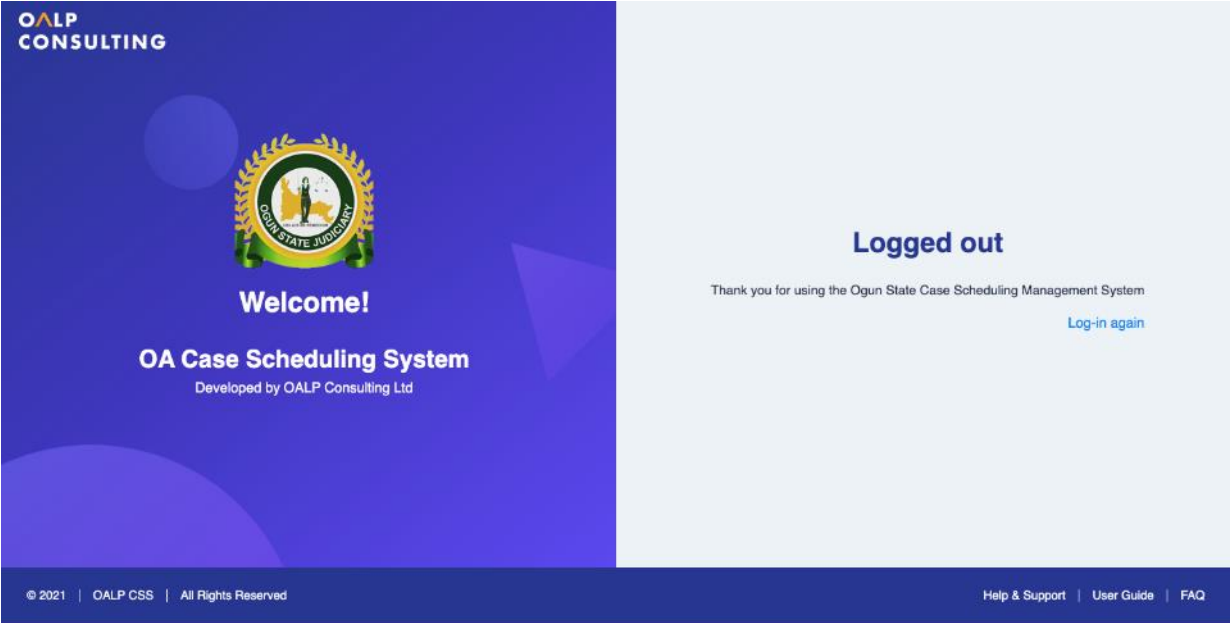 OALP
CONSULTING
OGUN STATE JUDICIARY
Welcome!
OA Case Scheduling System
Developed by OALP Consulting Ltd
Logged out
Thank you for using the Ogun State Case Scheduling Management System
Log-in again
© 2021 | OALP CSS | All Rights Reserved
Help & Support | User Guide | FAQ